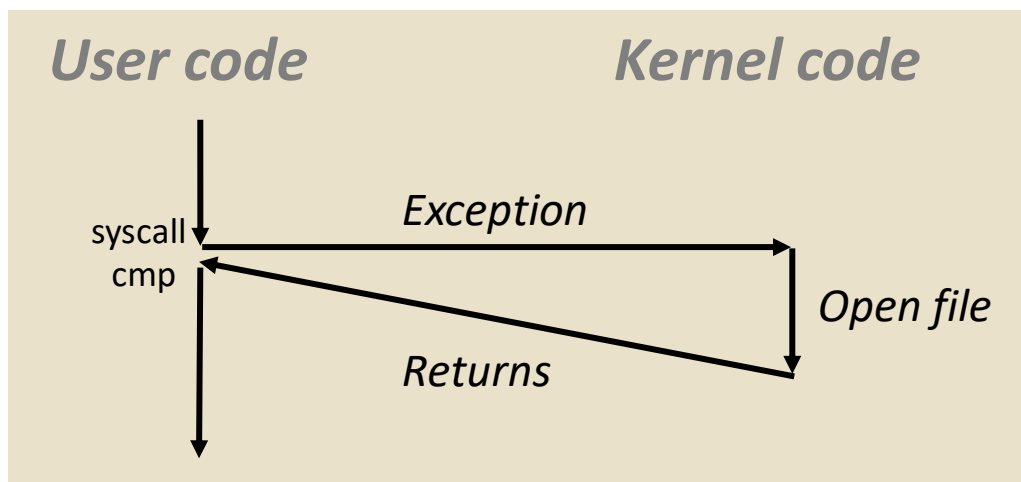 User code
Kernel code
Exception
syscall
cmp
Open file
Returns